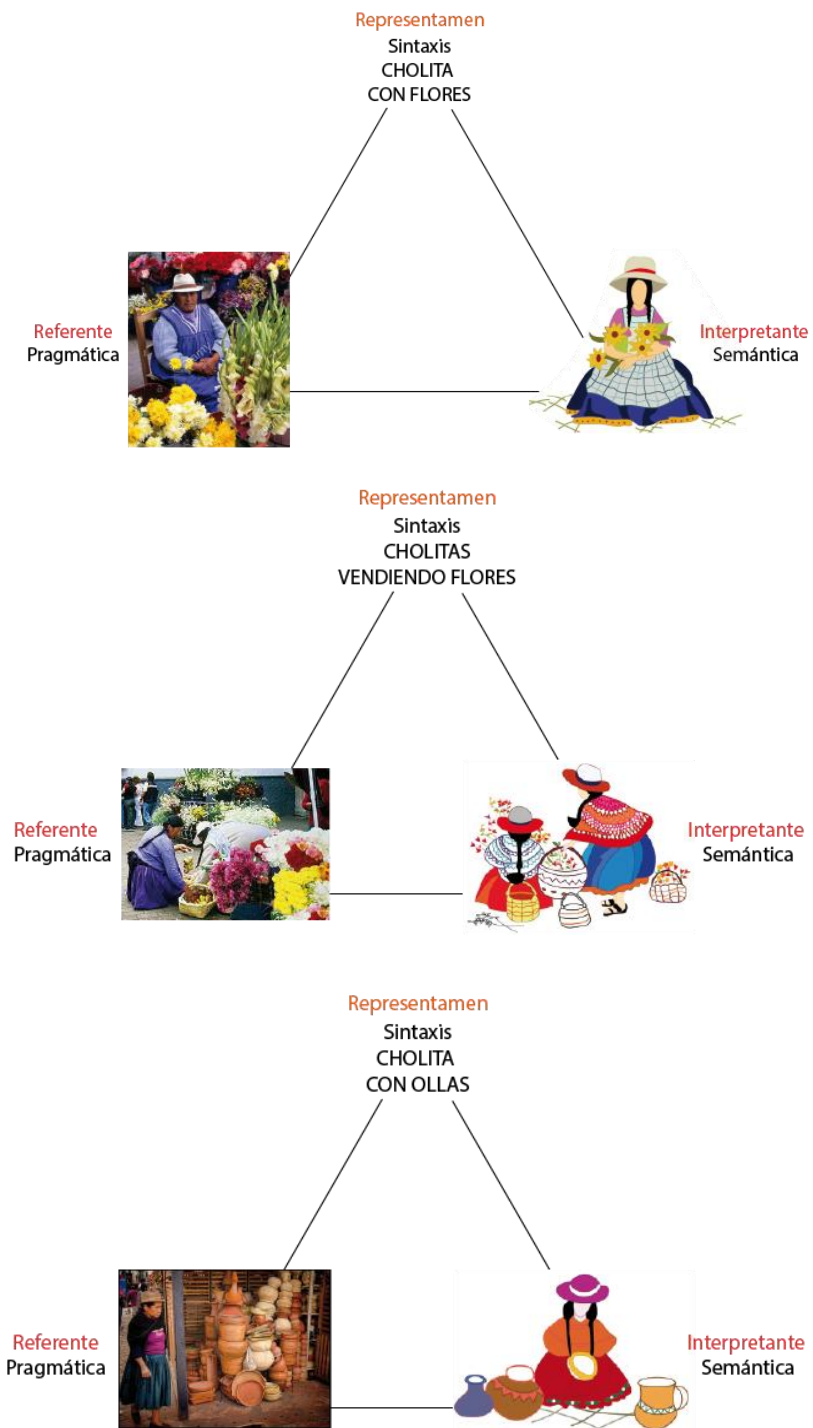 Representamen
Sintaxis
CHOLITA
CON FLORES
Referente
Pragmática
Interpretante
Semántica
Representamen
Sintaxis
CHOLITAS
VENDIENDO FLORES
Referente
Pragmática
Interpretante
Semántica
Representamen
Sintaxis
CHOLITA
CON OLLAS
Referente
Pragmática
Interpretante
Semántica